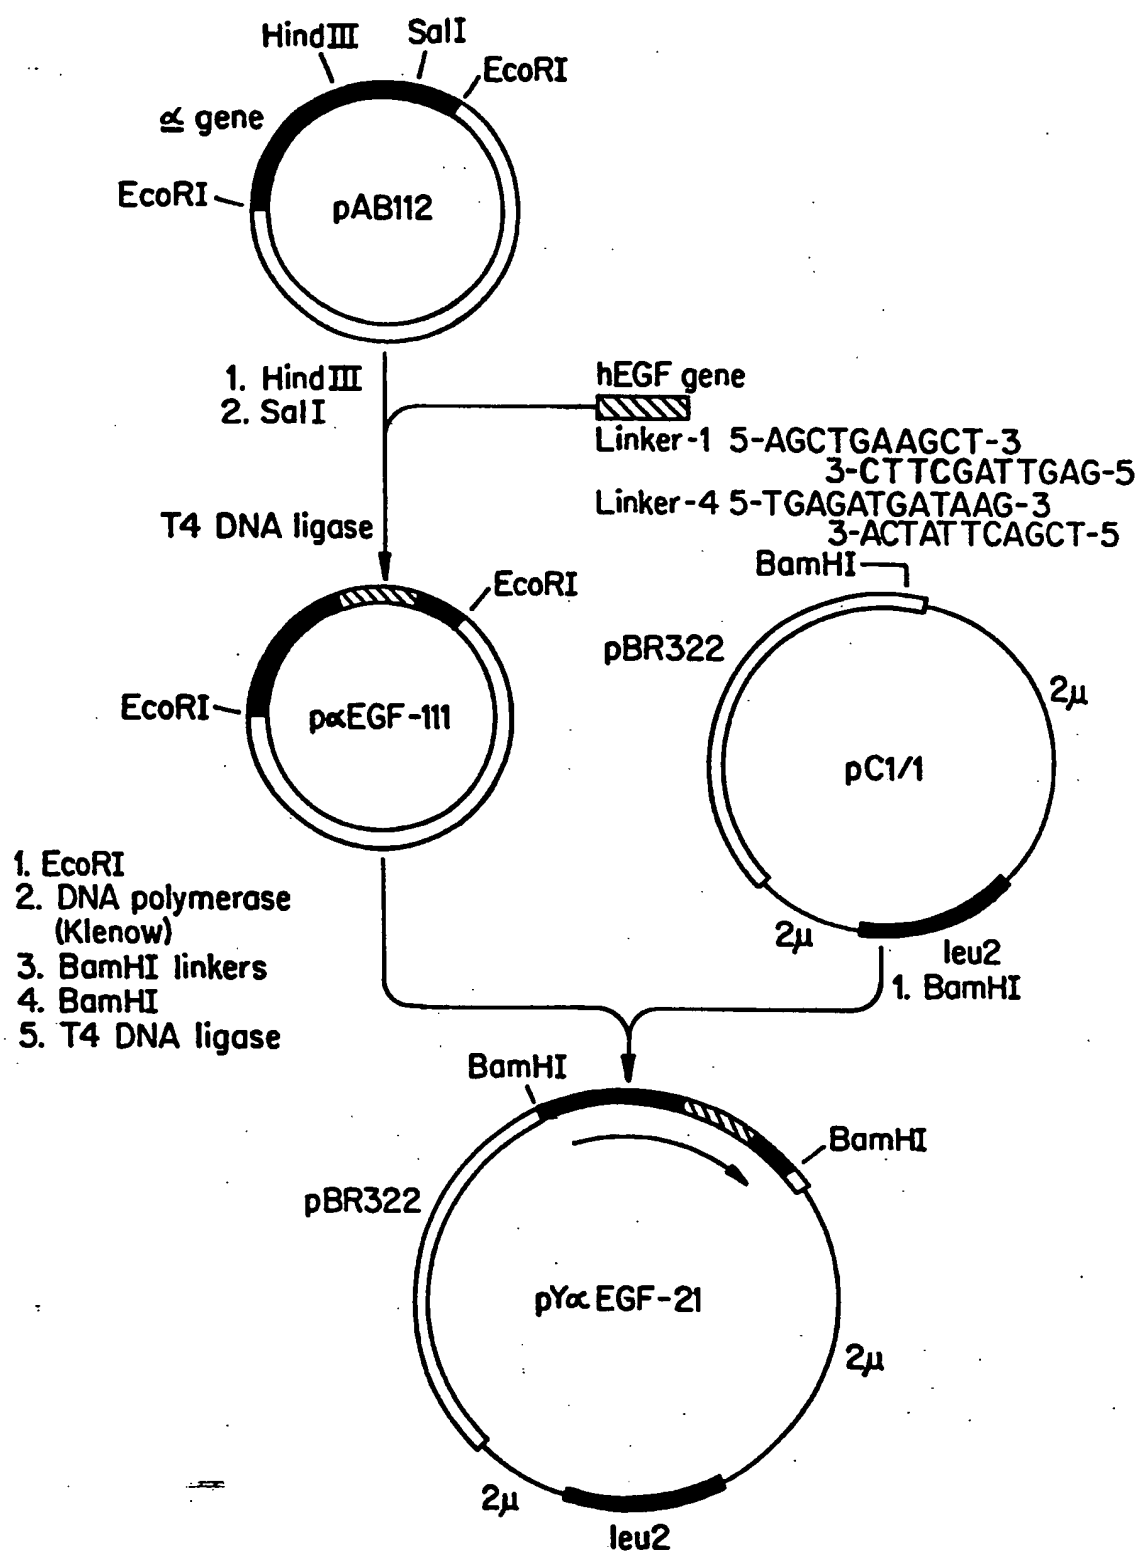 HindIII
SalI
EcoRI
α gene
EcoRI
pAB112
1. HindIII
2. SalI
hEGF gene
Linker-1 5-AGCTGAAGCT-3
3-CTTCGATTGAG-5
Linker-4 5-TGAGATGATAAG-3
3-ACTATTCAGCT-5
T4 DNA ligase
BamHI
EcoRI
pBR322
2μ
EcoRI
pαEGF-111
pC1/1
1. EcoRI
2. DNA polymerase
(Klenow)
3. BamHI linkers
4. BamHI
5. T4 DNA ligase
2μ
leu2
1. BamHI
BamHI
BamHI
pBR322
pYαEGF-21
2μ
2μ
leu2